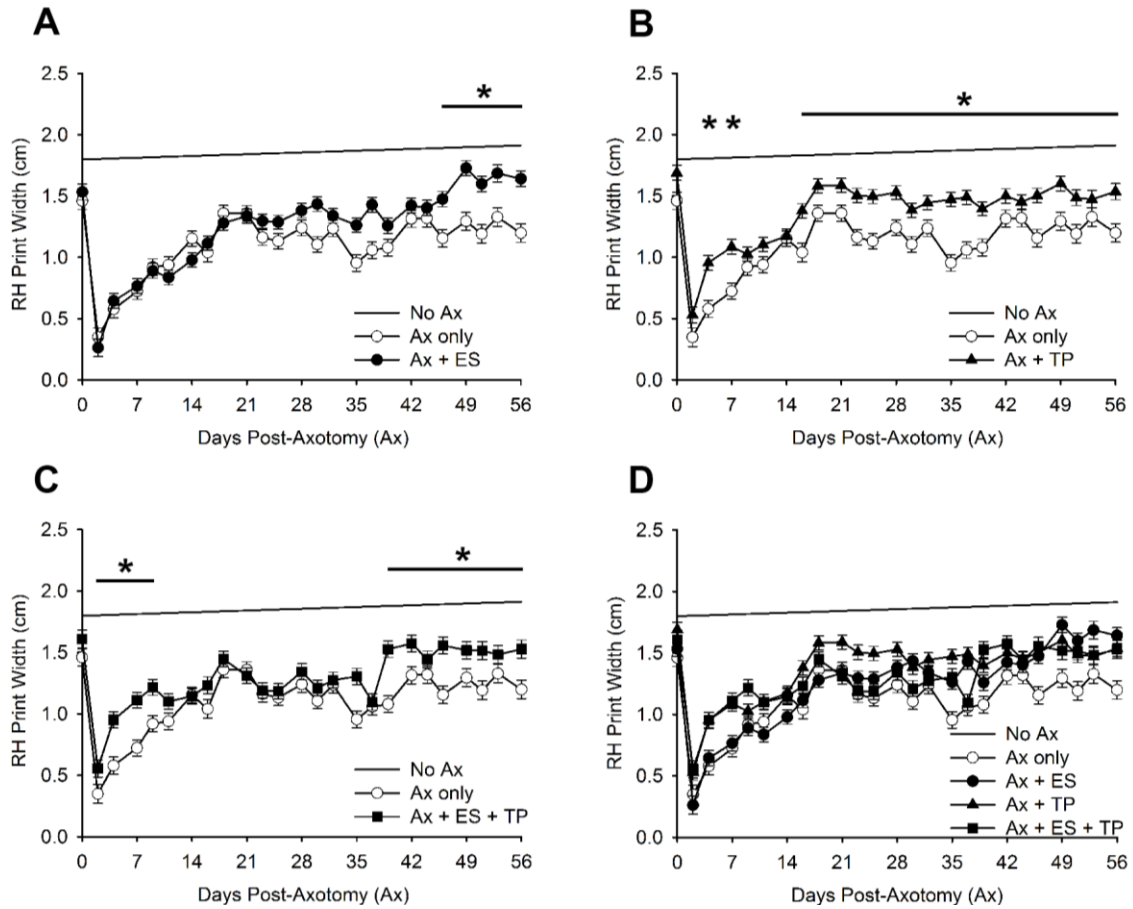 A
2.5
2.0
1.5
1.0
0.5
0.0
RH Print Width (cm)
*
No Ax
Ax only
Ax + ES
0 7 14 21 28 35 42 49 56
Days Post-Axotomy (Ax)
B
2.5
2.0
1.5
1.0
0.5
0.0
RH Print Width (cm)
* *
*
No Ax
Ax only
Ax + TP
0 7 14 21 28 35 42 49 56
Days Post-Axotomy (Ax)
C
2.5
2.0
1.5
1.0
0.5
0.0
RH Print Width (cm)
*
*
No Ax
Ax only
Ax + ES + TP
0 7 14 21 28 35 42 49 56
Days Post-Axotomy (Ax)
D
2.5
2.0
1.5
1.0
0.5
0.0
RH Print Width (cm)
No Ax
Ax only
Ax + ES
Ax + TP
Ax + ES + TP
0 7 14 21 28 35 42 49 56
Days Post-Axotomy (Ax)